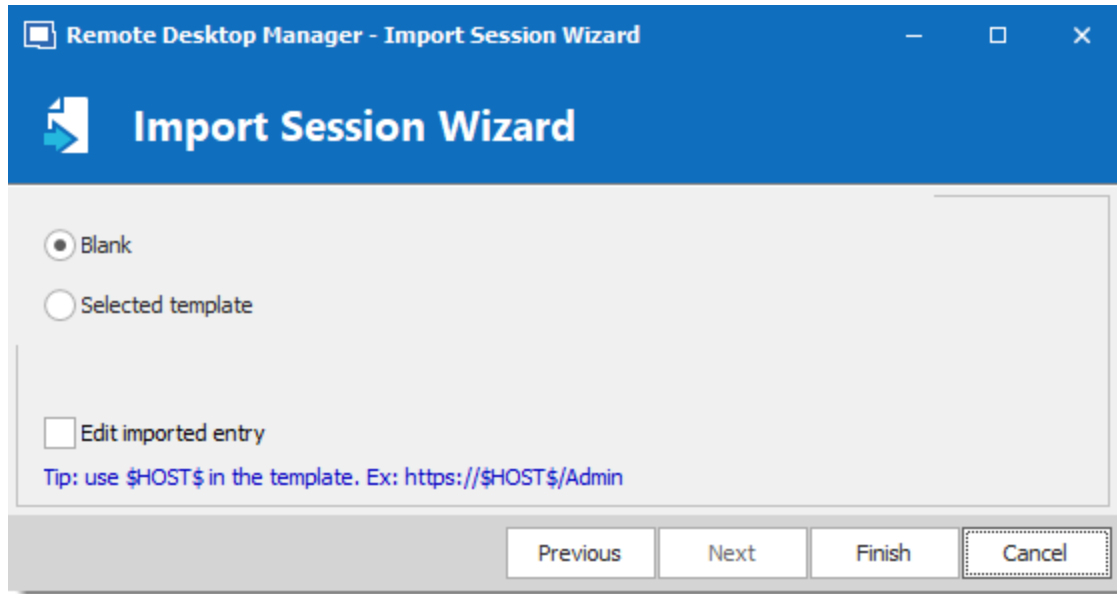 Remote Desktop Manager - Import Session Wizard
Import Session Wizard
Blank
Selected template
Edit imported entry
Tip: use $HOST$ in the template. Ex: https://$HOST$/Admin
Previous Next Finish Cancel